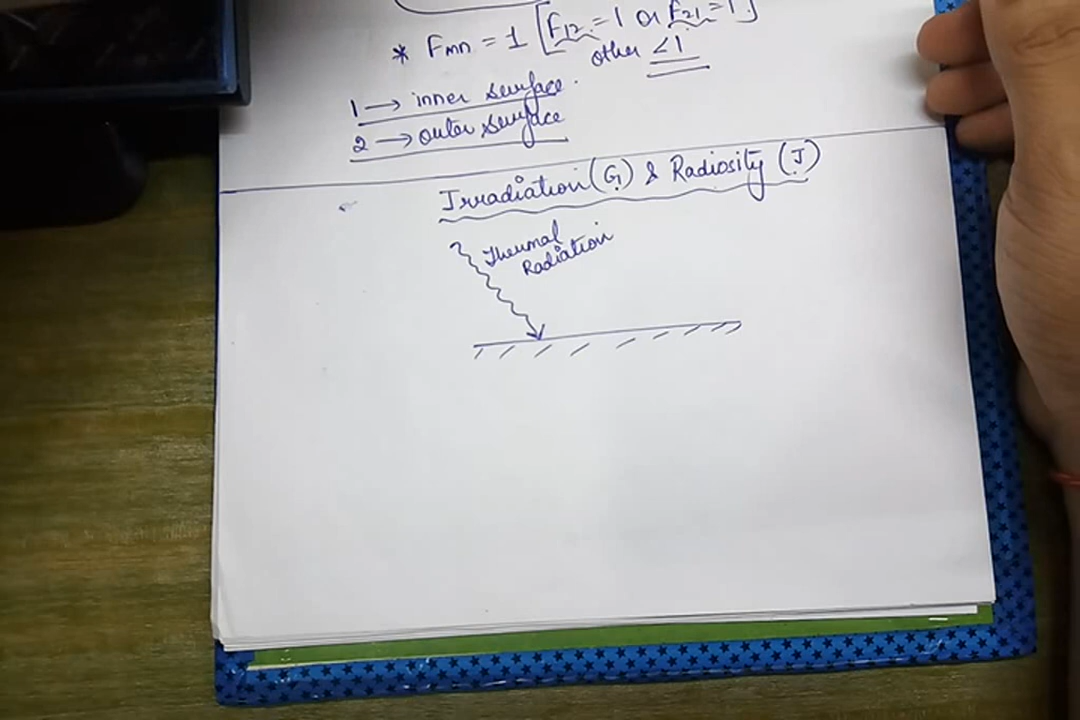 * Fmn = 1 [F12 = 1 or F21 = 1]
other < 1
1 → inner surface.
2 → outer surface
Irradiation (G) & Radiosity (J)
Thermal
Radiation